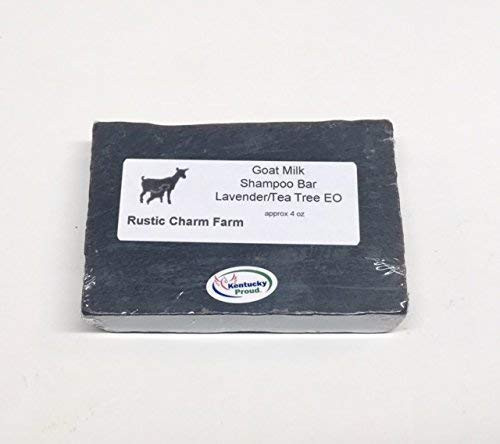 Goat Milk
Shampoo Bar
Lavender/Tea Tree EO
approx 4 oz
Rustic Charm Farm
Kentucky
Proud.